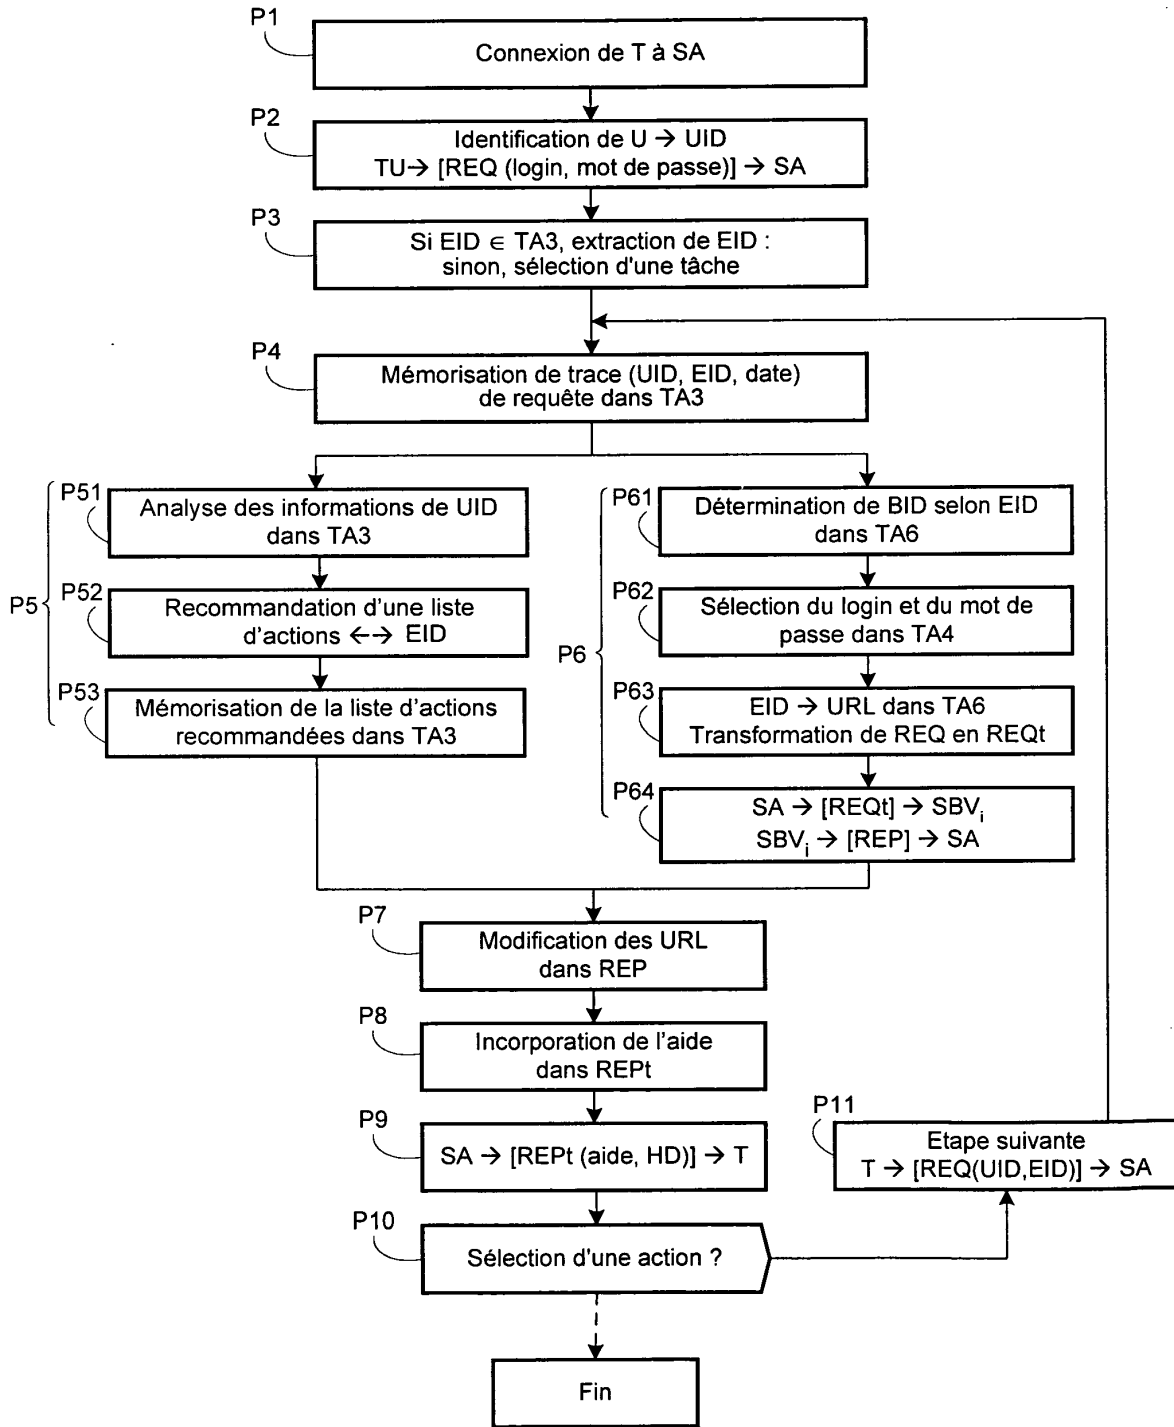 P1
Connexion de T à SA
P2
Identification de U → UID
TU→ [REQ (login, mot de passe)] → SA
P3
Si EID ∈ TA3, extraction de EID :
sinon, sélection d'une tâche
P4
Mémorisation de trace (UID, EID, date)
de requête dans TA3
P5
P51
Analyse des informations de UID
dans TA3
P52
Recommandation d'une liste
d'actions ←→ EID
P53
Mémorisation de la liste d'actions
recommandées dans TA3
P6
P61
Détermination de BID selon EID
dans TA6
P62
Sélection du login et du mot de
passe dans TA4
P63
EID → URL dans TA6
Transformation de REQ en REQt
P64
SA → [REQt] → SBVi
SBVi → [REP] → SA
P7
Modification des URL
dans REP
P8
Incorporation de l'aide
dans REPt
P9
SA → [REPt (aide, HD)] → T
P10
Sélection d'une action ?
P11
Etape suivante
T → [REQ(UID,EID)] → SA
Fin